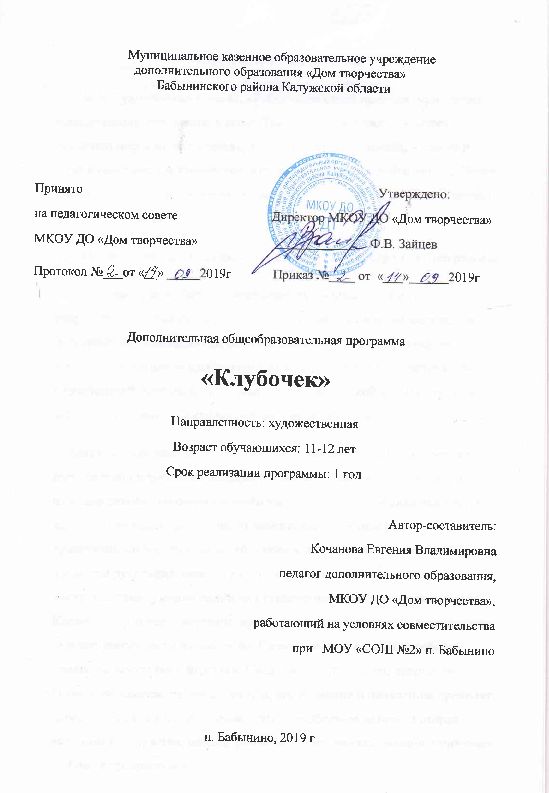 Муниципальное казенное образовательное учреждение
дополнительного образования «Дом творчества»
Бабынинского района Калужской области
Принято
на педагогическом совете
МКОУ ДО «Дом творчества»
Протокол № 2 от «14» 09 2019г
Утверждено:
Директор МКОУ ДО «Дом творчества»
Ф.В. Зайцев
Приказ № 2 от «14» 09 2019г
МКОУ ДО
Дополнительная общеобразовательная программа
«Клубочек»
Направленность: художественная
Возраст обучающихся: 11-12 лет
Срок реализации программы: 1 год
Автор-составитель:
Кочанова Евгения Владимировна
педагог дополнительного образования,
МКОУ ДО «Дом творчества»,
работающий на условиях совместительства
при МОУ «СОШ №2» п. Бабынино
п. Бабынино, 2019 г